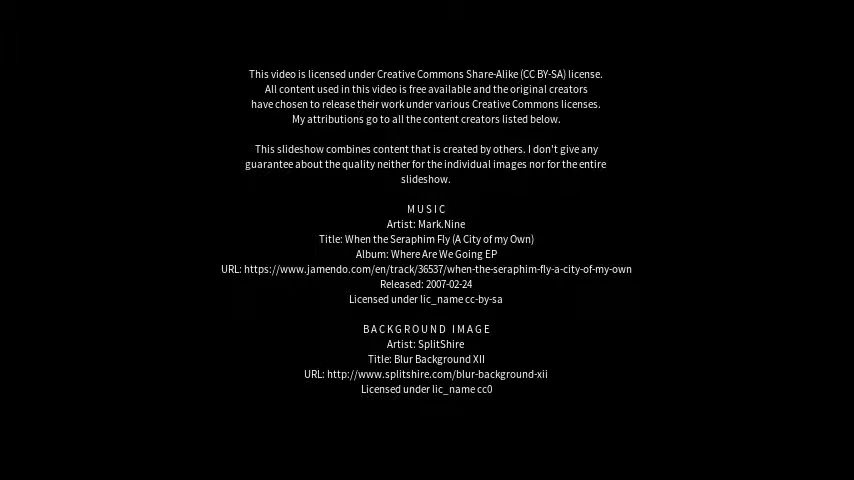 This video is licensed under Creative Commons Share-Alike (CC BY-SA) license.
All content used in this video is free available and the original creators
have chosen to release their work under various Creative Commons licenses.
My attributions go to all the content creators listed below.
This slideshow combines content that is created by others. I don't give any
guarantee about the quality neither for the individual images nor for the entire
slideshow.
MUSIC
Artist: Mark.Nine
Title: When the Seraphim Fly (A City of my Own)
Album: Where Are We Going EP
URL: https://www.jamendo.com/en/track/36537/when-the-seraphim-fly-a-city-of-my-own
Released: 2007-02-24
Licensed under lic_name cc-by-sa
BACKGROUND IMAGE
Artist: SplitShire
Title: Blur Background XII
URL: http://www.splitshire.com/blur-background-xii
Licensed under lic_name cc0